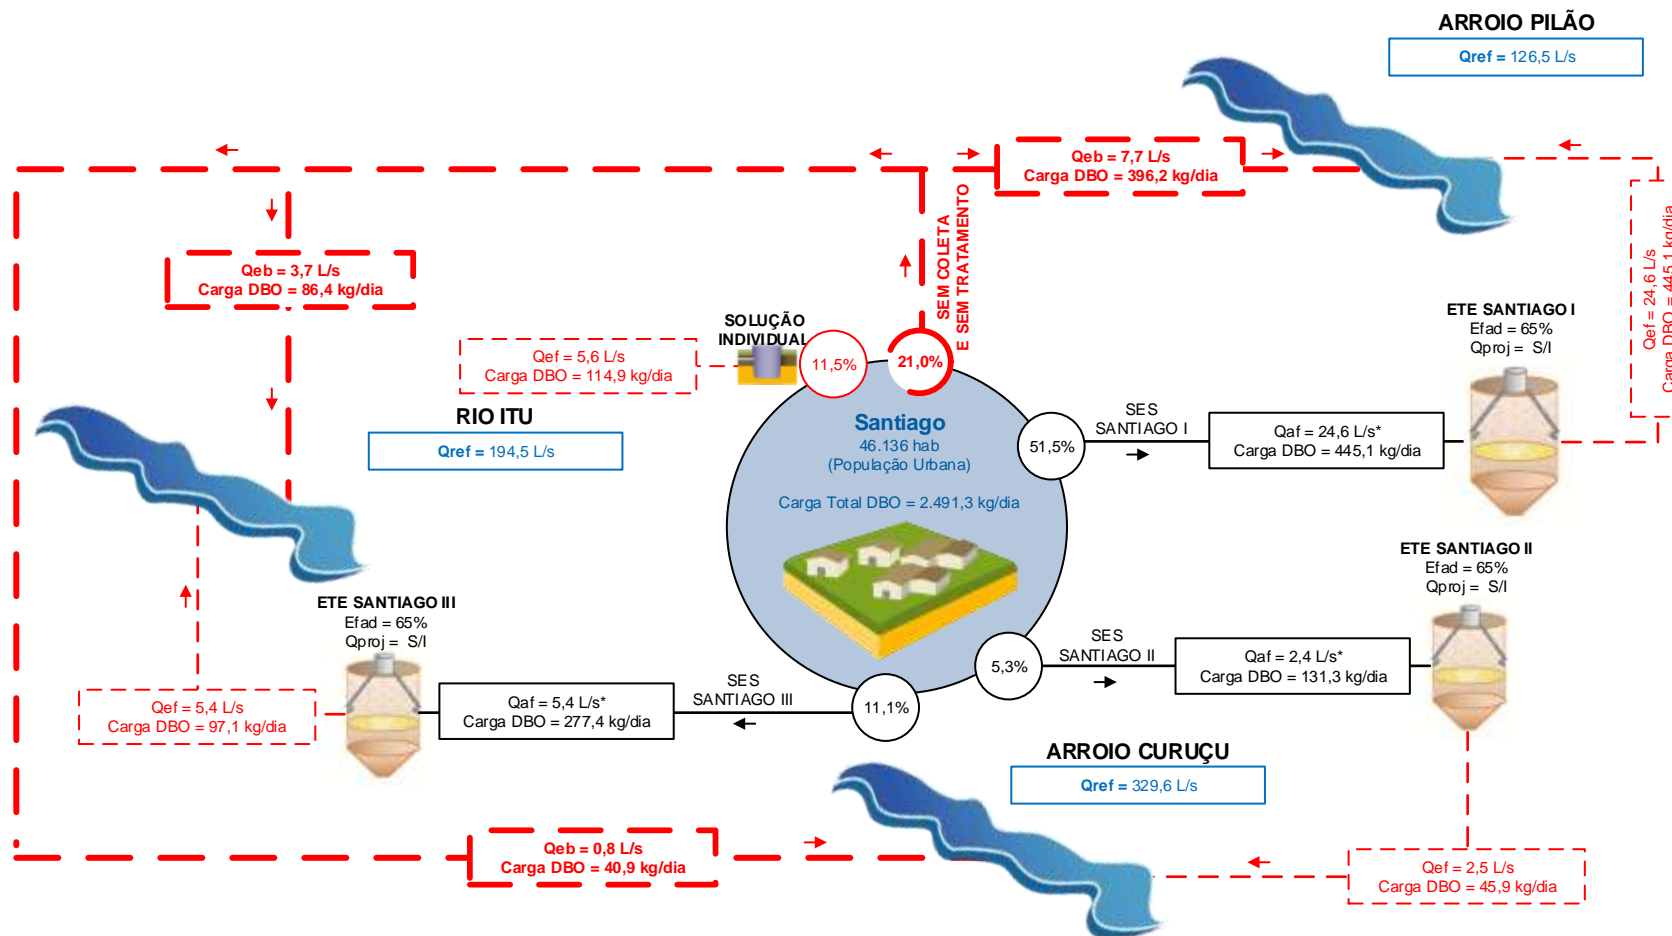 ARROIO PILÃO
Qref = 126,5 L/s
Qeb = 7,7 L/s
Carga DBO = 396,2 kg/dia
SEM COLETA
E SEM TRATAMENTO
Qef = 24,6 L/s
Carga DBO = 445,1 kg/dia
Qeb = 3,7 L/s
Carga DBO = 86,4 kg/dia
SOLUÇÃO
INDIVIDUAL
Qef = 5,6 L/s
Carga DBO = 114,9 kg/dia
11,5%
21,0%
ETE SANTIAGO I
Efad = 65%
Qproj = S/I
RIO ITU
Qref = 194,5 L/s
Santiago
46.136 hab
(População Urbana)
Carga Total DBO = 2.491,3 kg/dia
51,5%
SES
SANTIAGO I
Qaf = 24,6 L/s*
Carga DBO = 445,1 kg/dia
ETE SANTIAGO II
Efad = 65%
Qproj = S/I
ETE SANTIAGO III
Efad = 65%
Qproj = S/I
5,3%
SES
SANTIAGO II
Qaf = 2,4 L/s*
Carga DBO = 131,3 kg/dia
Qef = 5,4 L/s
Carga DBO = 97,1 kg/dia
Qaf = 5,4 L/s*
Carga DBO = 277,4 kg/dia
SES
SANTIAGO III
11,1%
ARROIO CURUÇU
Qref = 329,6 L/s
Qeb = 0,8 L/s
Carga DBO = 40,9 kg/dia
Qef = 2,5 L/s
Carga DBO = 45,9 kg/dia